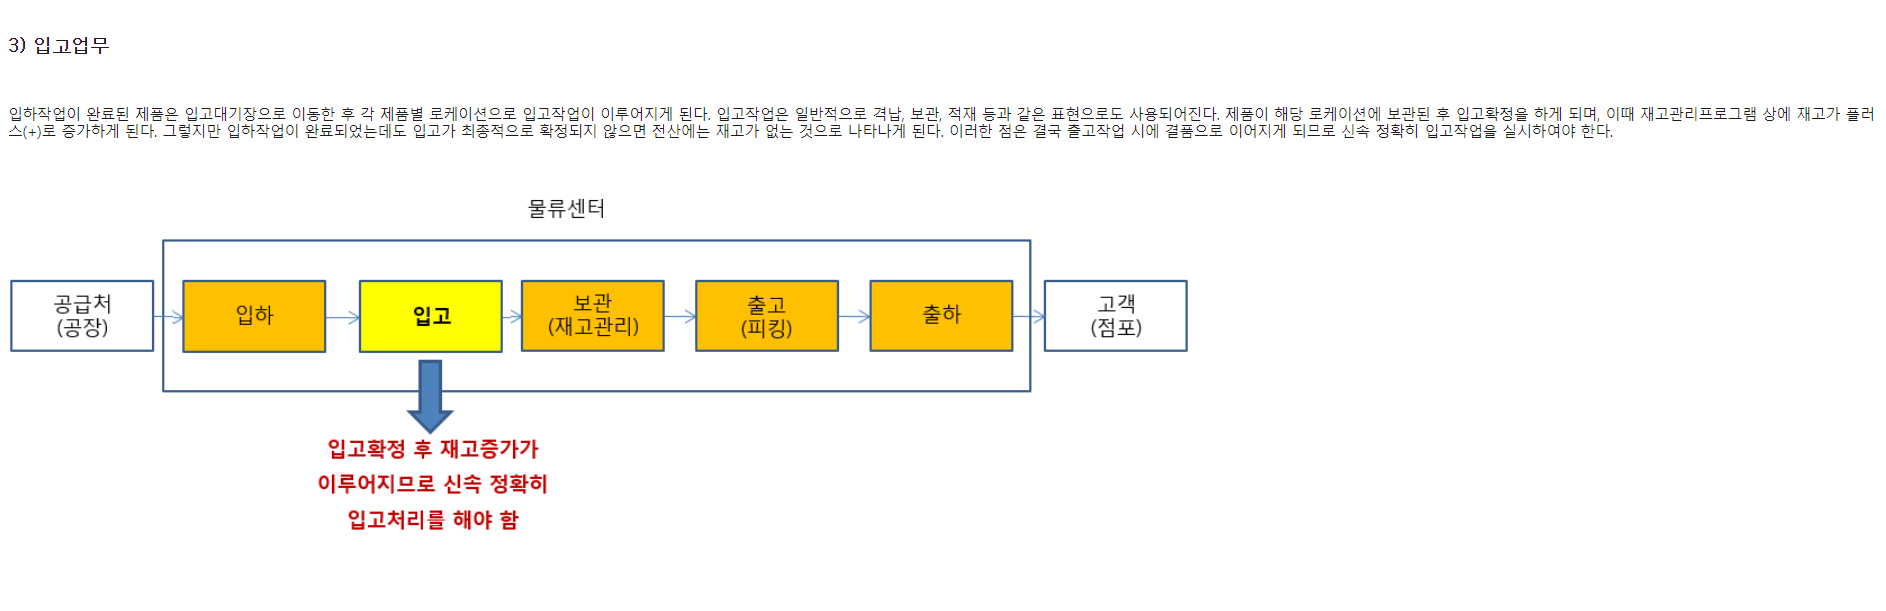 3) 입고업무
입하작업이 완료된 제품은 입고대기장으로 이동한 후 각 제품별 로케이션으로 입고작업이 이루어지게 된다. 입고작업은 일반적으로 격납, 보관, 적재 등과 같은 표현으로도 사용되어진다. 제품이 해당 로케이션에 보관된 후 입고확정을 하게 되며, 이때 재고관리프로그램 상에 재고가 플러
스(+)로 증가하게 된다. 그렇지만 입하작업이 완료되었는데도 입고가 최종적으로 확정되지 않으면 전산에는 재고가 없는 것으로 나타나게 된다. 이러한 점은 결국 출고작업 시에 결품으로 이어지게 되므로 신속 정확히 입고작업을 실시하여야 한다.
물류센터
공급처
(공장)
입하
입고
보관
(재고관리)
출고
(피킹)
출하
고객
(점포)
입고확정 후 재고증가가
이루어지므로 신속 정확히
입고처리를 해야 함